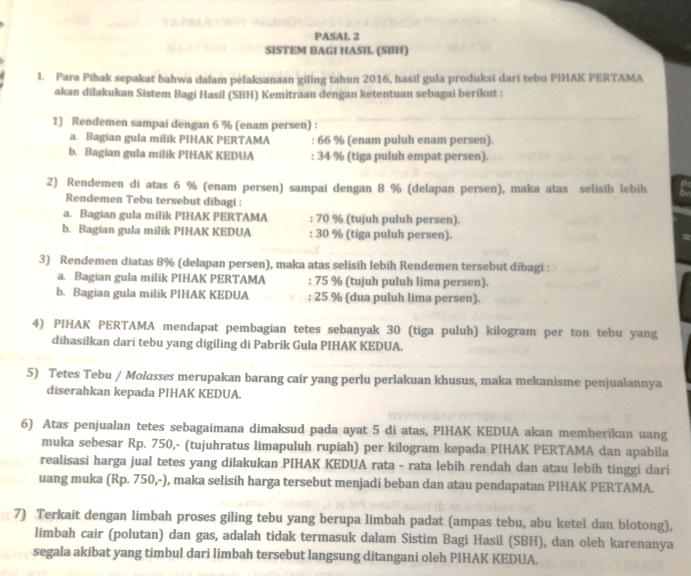 PASAL 2
SISTEM BAGI HASIL (SBH)
1. Para Pihak sepakat bahwa dalam pelaksanaan giling tahun 2016, hasil gula produksi dari tebu PIHAK PERTAMA
akan dilakukan Sistem Bagi Hasil (SBH) Kemitraan dengan ketentuan sebagai berikut :
1) Rendemen sampai dengan 6 % (enam persen) :
a. Bagian gula milik PIHAK PERTAMA : 66 % (enam puluh enam persen).
b. Bagian gula milik PIHAK KEDUA : 34 % (tiga puluh empat persen).
2) Rendemen di atas 6 % (enam persen) sampai dengan 8 % (delapan persen), maka atas selisih lebih
Rendemen Tebu tersebut dibagi :
a. Bagian gula milik PIHAK PERTAMA : 70 % (tujuh puluh persen).
b. Bagian gula milik PIHAK KEDUA : 30 % (tiga puluh persen).
3) Rendemen diatas 8% (delapan persen), maka atas selisih lebih Rendemen tersebut dibagi :
a. Bagian gula milik PIHAK PERTAMA : 75 % (tujuh puluh lima persen).
b. Bagian gula milik PIHAK KEDUA : 25 % (dua puluh lima persen).
4) PIHAK PERTAMA mendapat pembagian tetes sebanyak 30 (tiga puluh) kilogram per ton tebu yang
dihasilkan dari tebu yang digiling di Pabrik Gula PIHAK KEDUA.
5) Tetes Tebu / Molasses merupakan barang cair yang perlu perlakuan khusus, maka mekanisme penjualannya
diserahkan kepada PIHAK KEDUA.
6) Atas penjualan tetes sebagaimana dimaksud pada ayat 5 di atas, PIHAK KEDUA akan memberikan uang
muka sebesar Rp. 750,- (tujuhratus limapuluh rupiah) per kilogram kepada PIHAK PERTAMA dan apabila
realisasi harga jual tetes yang dilakukan PIHAK KEDUA rata - rata lebih rendah dan atau lebih tinggi dari
uang muka (Rp. 750,-), maka selisih harga tersebut menjadi beban dan atau pendapatan PIHAK PERTAMA.
7) Terkait dengan limbah proses giling tebu yang berupa limbah padat (ampas tebu, abu ketel dan blotong),
limbah cair (polutan) dan gas, adalah tidak termasuk dalam Sistim Bagi Hasil (SBH), dan oleh karenanya
segala akibat yang timbul dari limbah tersebut langsung ditangani oleh PIHAK KEDUA.